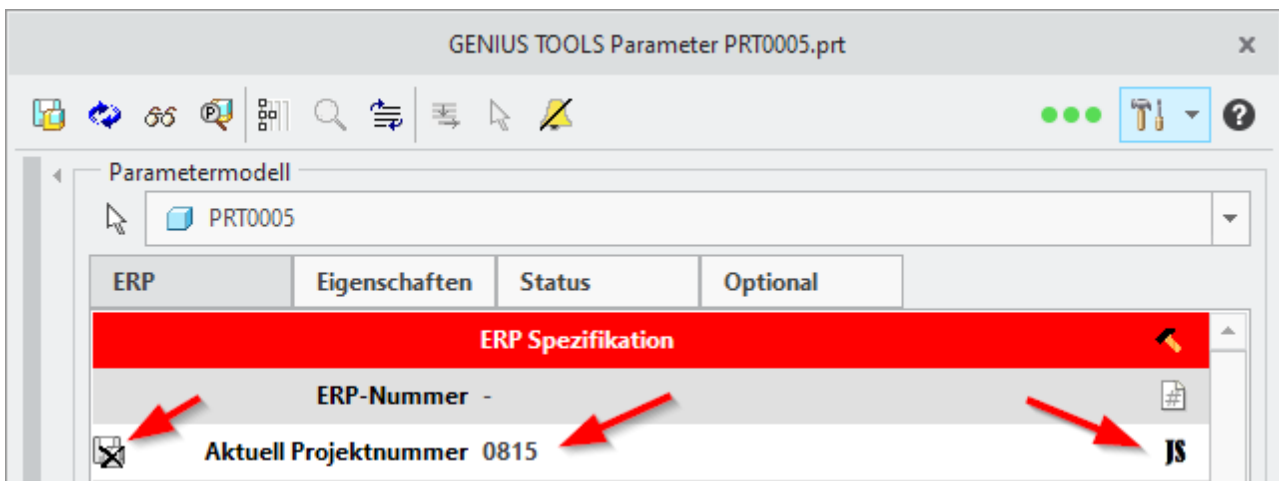 GENIUS TOOLS Parameter PRT0005.prt
Parametermodell
PRT0005
ERP Eigenschaften Status Optional
ERP Spezifikation
ERP-Nummer -
Aktuell Projektnummer 0815 JS